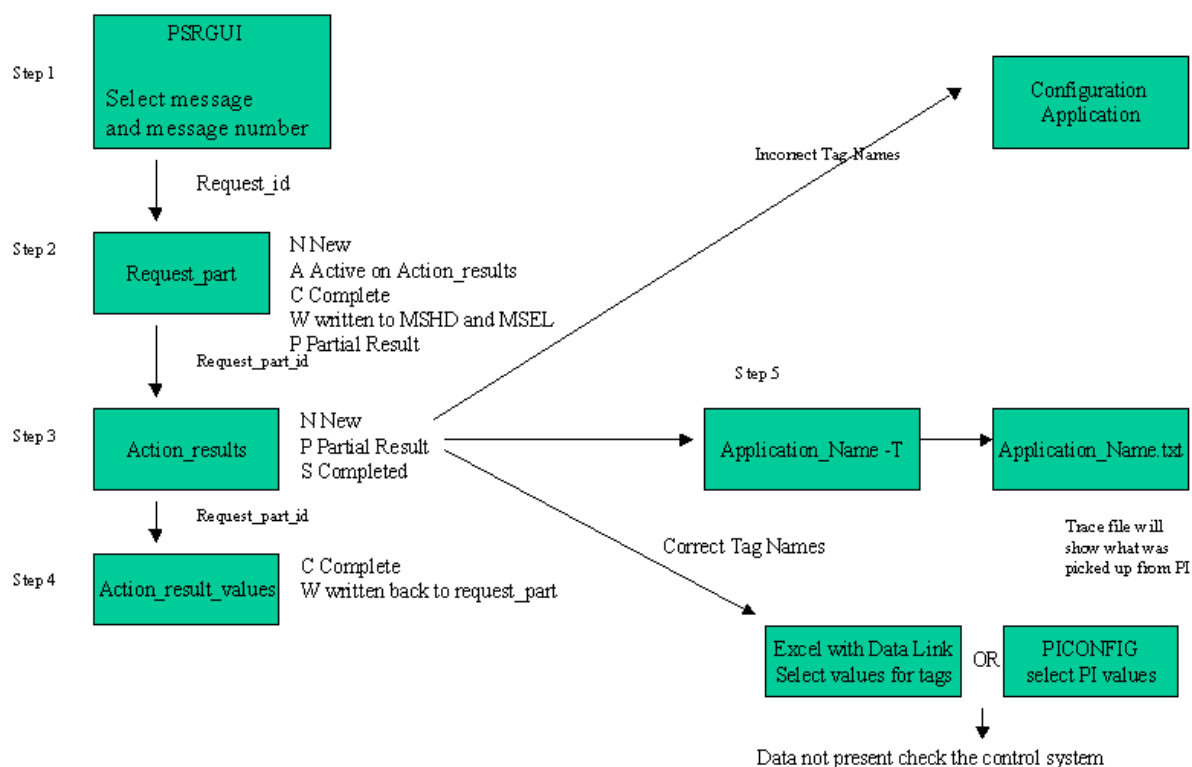 PSRGUI
Step 1
Select message
and message number
Configuration
Application
Incorrect Tag Names
Request_id
Step 2
Request_part
N New
A Active on Action_results
C Complete
W written to MSHD and MSEL
P Partial Result
Request_part_id
Step 5
Step 3
Action_results
N New
P Partial Result
S Completed
Application_Name -T
Application_Name.txt
Request_part_id
Trace file will
show what was
picked up from PI
Correct Tag Names
Step 4
Action_result_values
C Complete
W written back to request_part
Excel with Data Link
Select values for tags
OR
PICONFIG
select PI values
Data not present check the control system